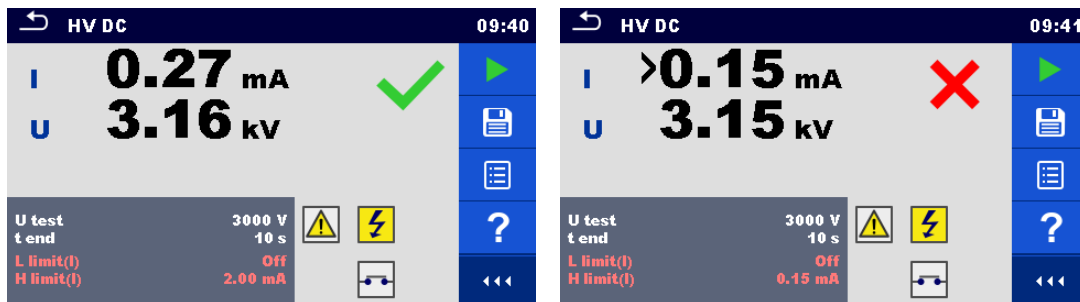 HV DC 09:40
I 0.27 mA
U 3.16 kV
U test 3000 V
t end 10 s
L limit(I) Off
H limit(I) 2.00 mA
?
HV DC 09:41
I >0.15 mA
U 3.15 kV
U test 3000 V
t end 10 s
L limit(I) Off
H limit(I) 0.15 mA
?